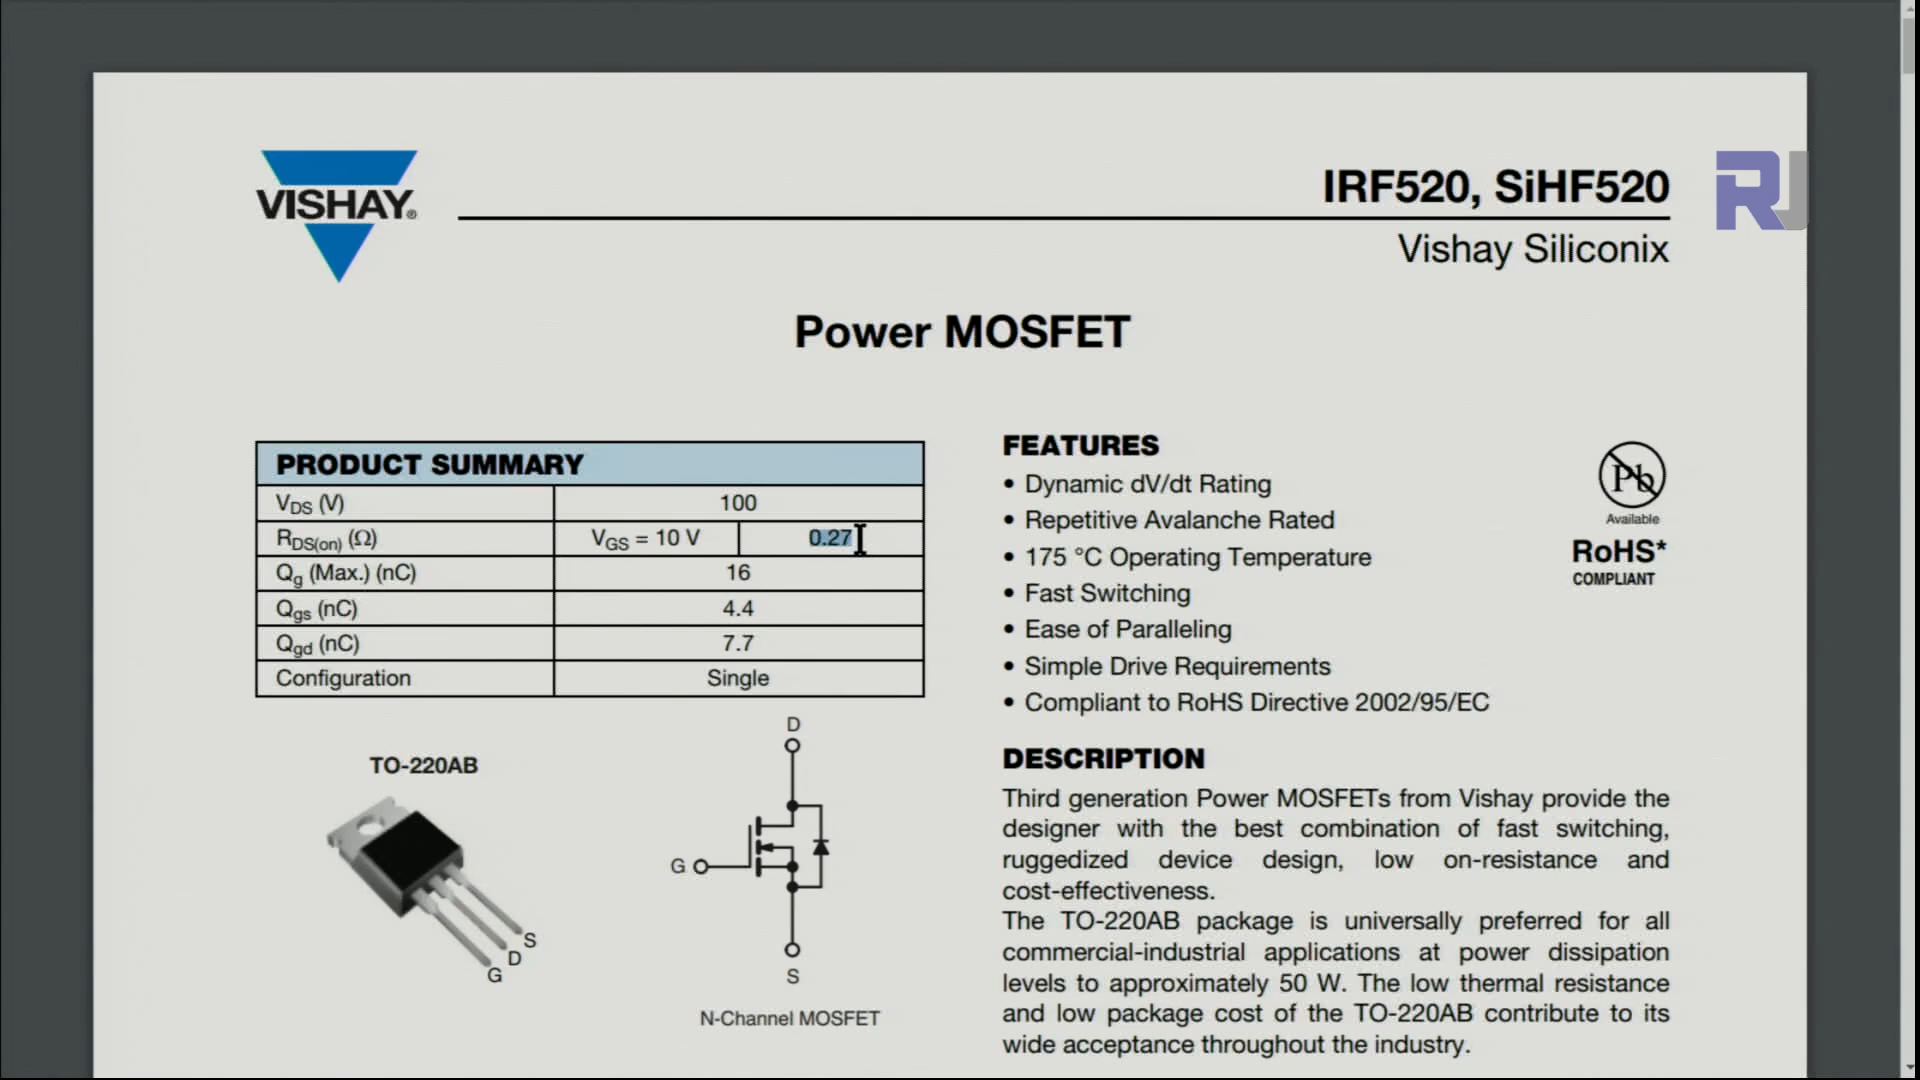 VISHAY®
IRF520, SiHF520
RJ
Vishay Siliconix
Power MOSFET
PRODUCT SUMMARY
VDS (V) 100
RDS(on) (Ω) VGS = 10 V 0.27
Qg (Max.) (nC) 16
Qgs (nC) 4.4
Qgd (nC) 7.7
Configuration Single
TO-220AB
S
D
G
D
G
S
N-Channel MOSFET
FEATURES
• Dynamic dV/dt Rating
• Repetitive Avalanche Rated
• 175 °C Operating Temperature
• Fast Switching
• Ease of Paralleling
• Simple Drive Requirements
• Compliant to RoHS Directive 2002/95/EC
Pb
Available
RoHS*
COMPLIANT
DESCRIPTION
Third generation Power MOSFETs from Vishay provide the
designer with the best combination of fast switching,
ruggedized device design, low on-resistance and
cost-effectiveness.
The TO-220AB package is universally preferred for all
commercial-industrial applications at power dissipation
levels to approximately 50 W. The low thermal resistance
and low package cost of the TO-220AB contribute to its
wide acceptance throughout the industry.